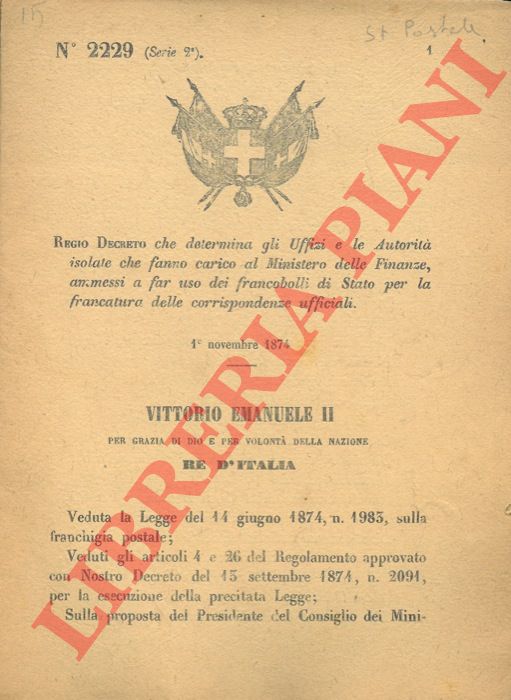 15
St Postale
N° 2229 (Serie 2ª).
1
REGIO DECRETO che determina gli Uffizi e le Autorità
isolate che fanno carico al Ministero delle Finanze,
ammessi a far uso dei francobolli di Stato per la
francatura delle corrispondenze ufficiali.
1° novembre 1874
VITTORIO EMANUELE II
PER GRAZIA DI DIO E PER VOLONTÀ DELLA NAZIONE
RE D'ITALIA
Veduta la Legge del 14 giugno 1874, n. 1983, sulla
franchigia postale;
Veduti gli articoli 4 e 26 del Regolamento approvato
con Nostro Decreto del 15 settembre 1874, n. 2091,
per la esecuzione della precitata Legge;
Sulla proposta del Presidente del Consiglio dei Mini-
LIBRERIA PIANI